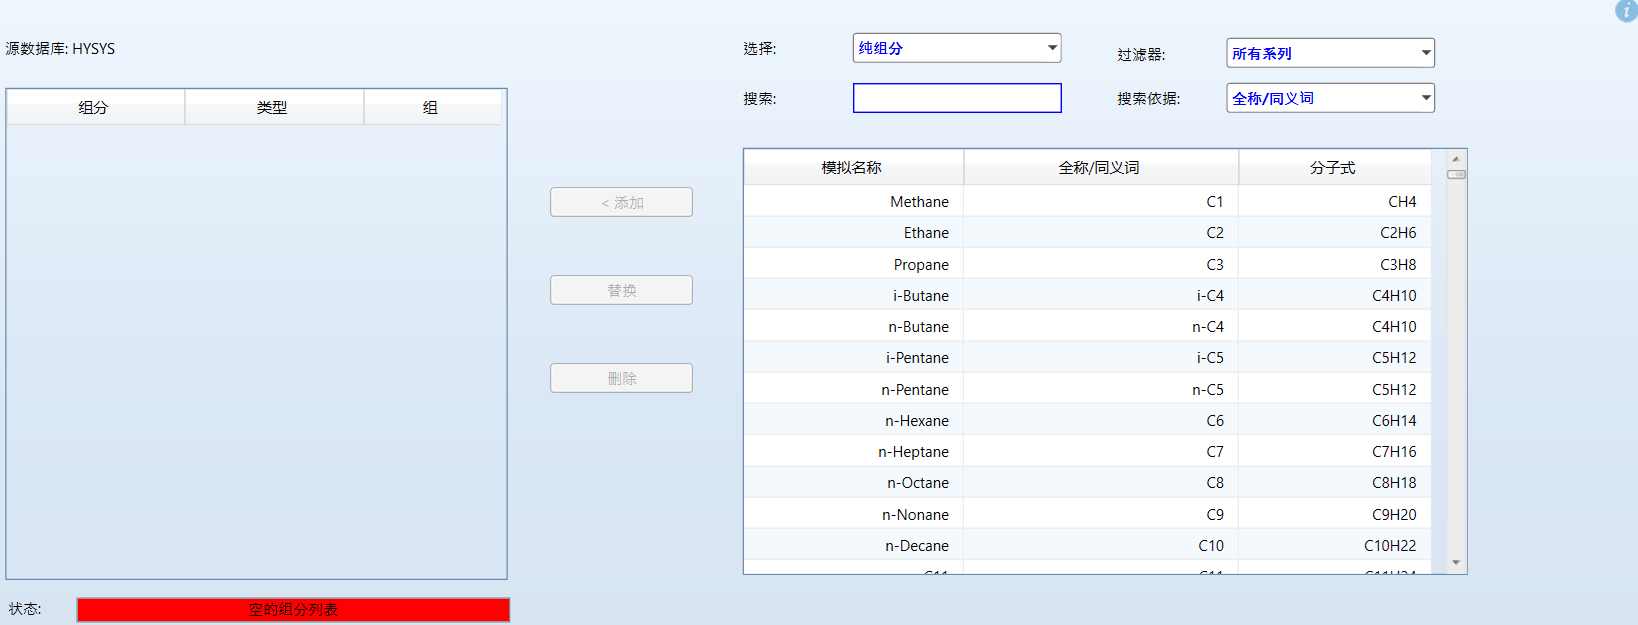 源数据库: HYSYS
选择: 纯组分 过滤器: 所有系列
搜索: 搜索依据: 全称/同义词
组分 类型 组
< 添加
替换
删除
模拟名称 全称/同义词 分子式
Methane C1 CH4
Ethane C2 C2H6
Propane C3 C3H8
i-Butane i-C4 C4H10
n-Butane n-C4 C4H10
i-Pentane i-C5 C5H12
n-Pentane n-C5 C5H12
n-Hexane C6 C6H14
n-Heptane C7 C7H16
n-Octane C8 C8H18
n-Nonane C9 C9H20
n-Decane C10 C10H22
状态: 空的组分列表